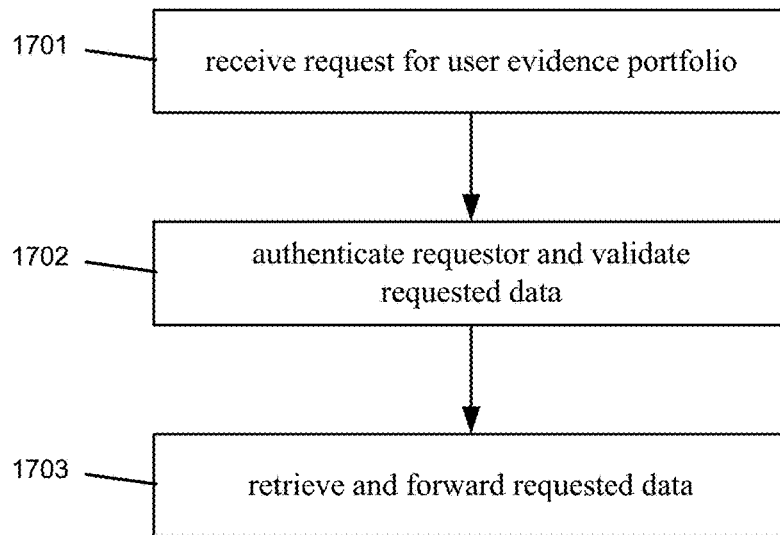 1701
receive request for user evidence portfolio
1702
authenticate requestor and validate
requested data
1703
retrieve and forward requested data